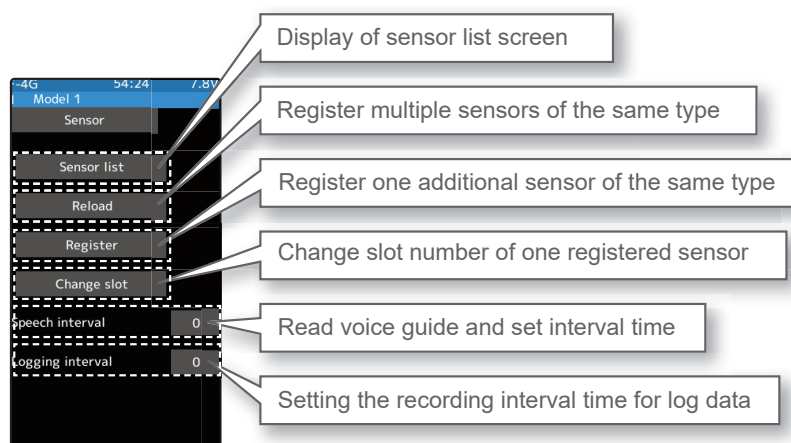 Display of sensor list screen
~4G 54:24 7.8V
Model 1
Sensor
Register multiple sensors of the same type
Sensor list
Register one additional sensor of the same type
Reload
Register
Change slot number of one registered sensor
Change slot
Speech interval 0
Read voice guide and set interval time
Logging interval 0
Setting the recording interval time for log data